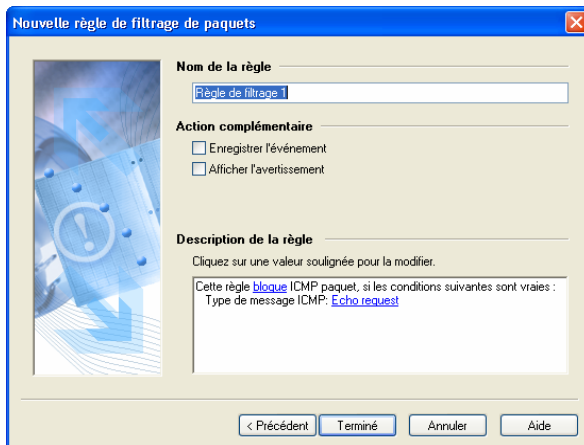 Nouvelle règle de filtrage de paquets
Nom de la règle
Règle de filtrage 1
Action complémentaire
Enregistrer l'événement
Afficher l'avertissement
Description de la règle
Cliquez sur une valeur soulignée pour la modifier.
Cette règle bloque ICMP paquet, si les conditions suivantes sont vraies :
Type de message ICMP: Echo request
< Précédent
Terminé
Annuler
Aide